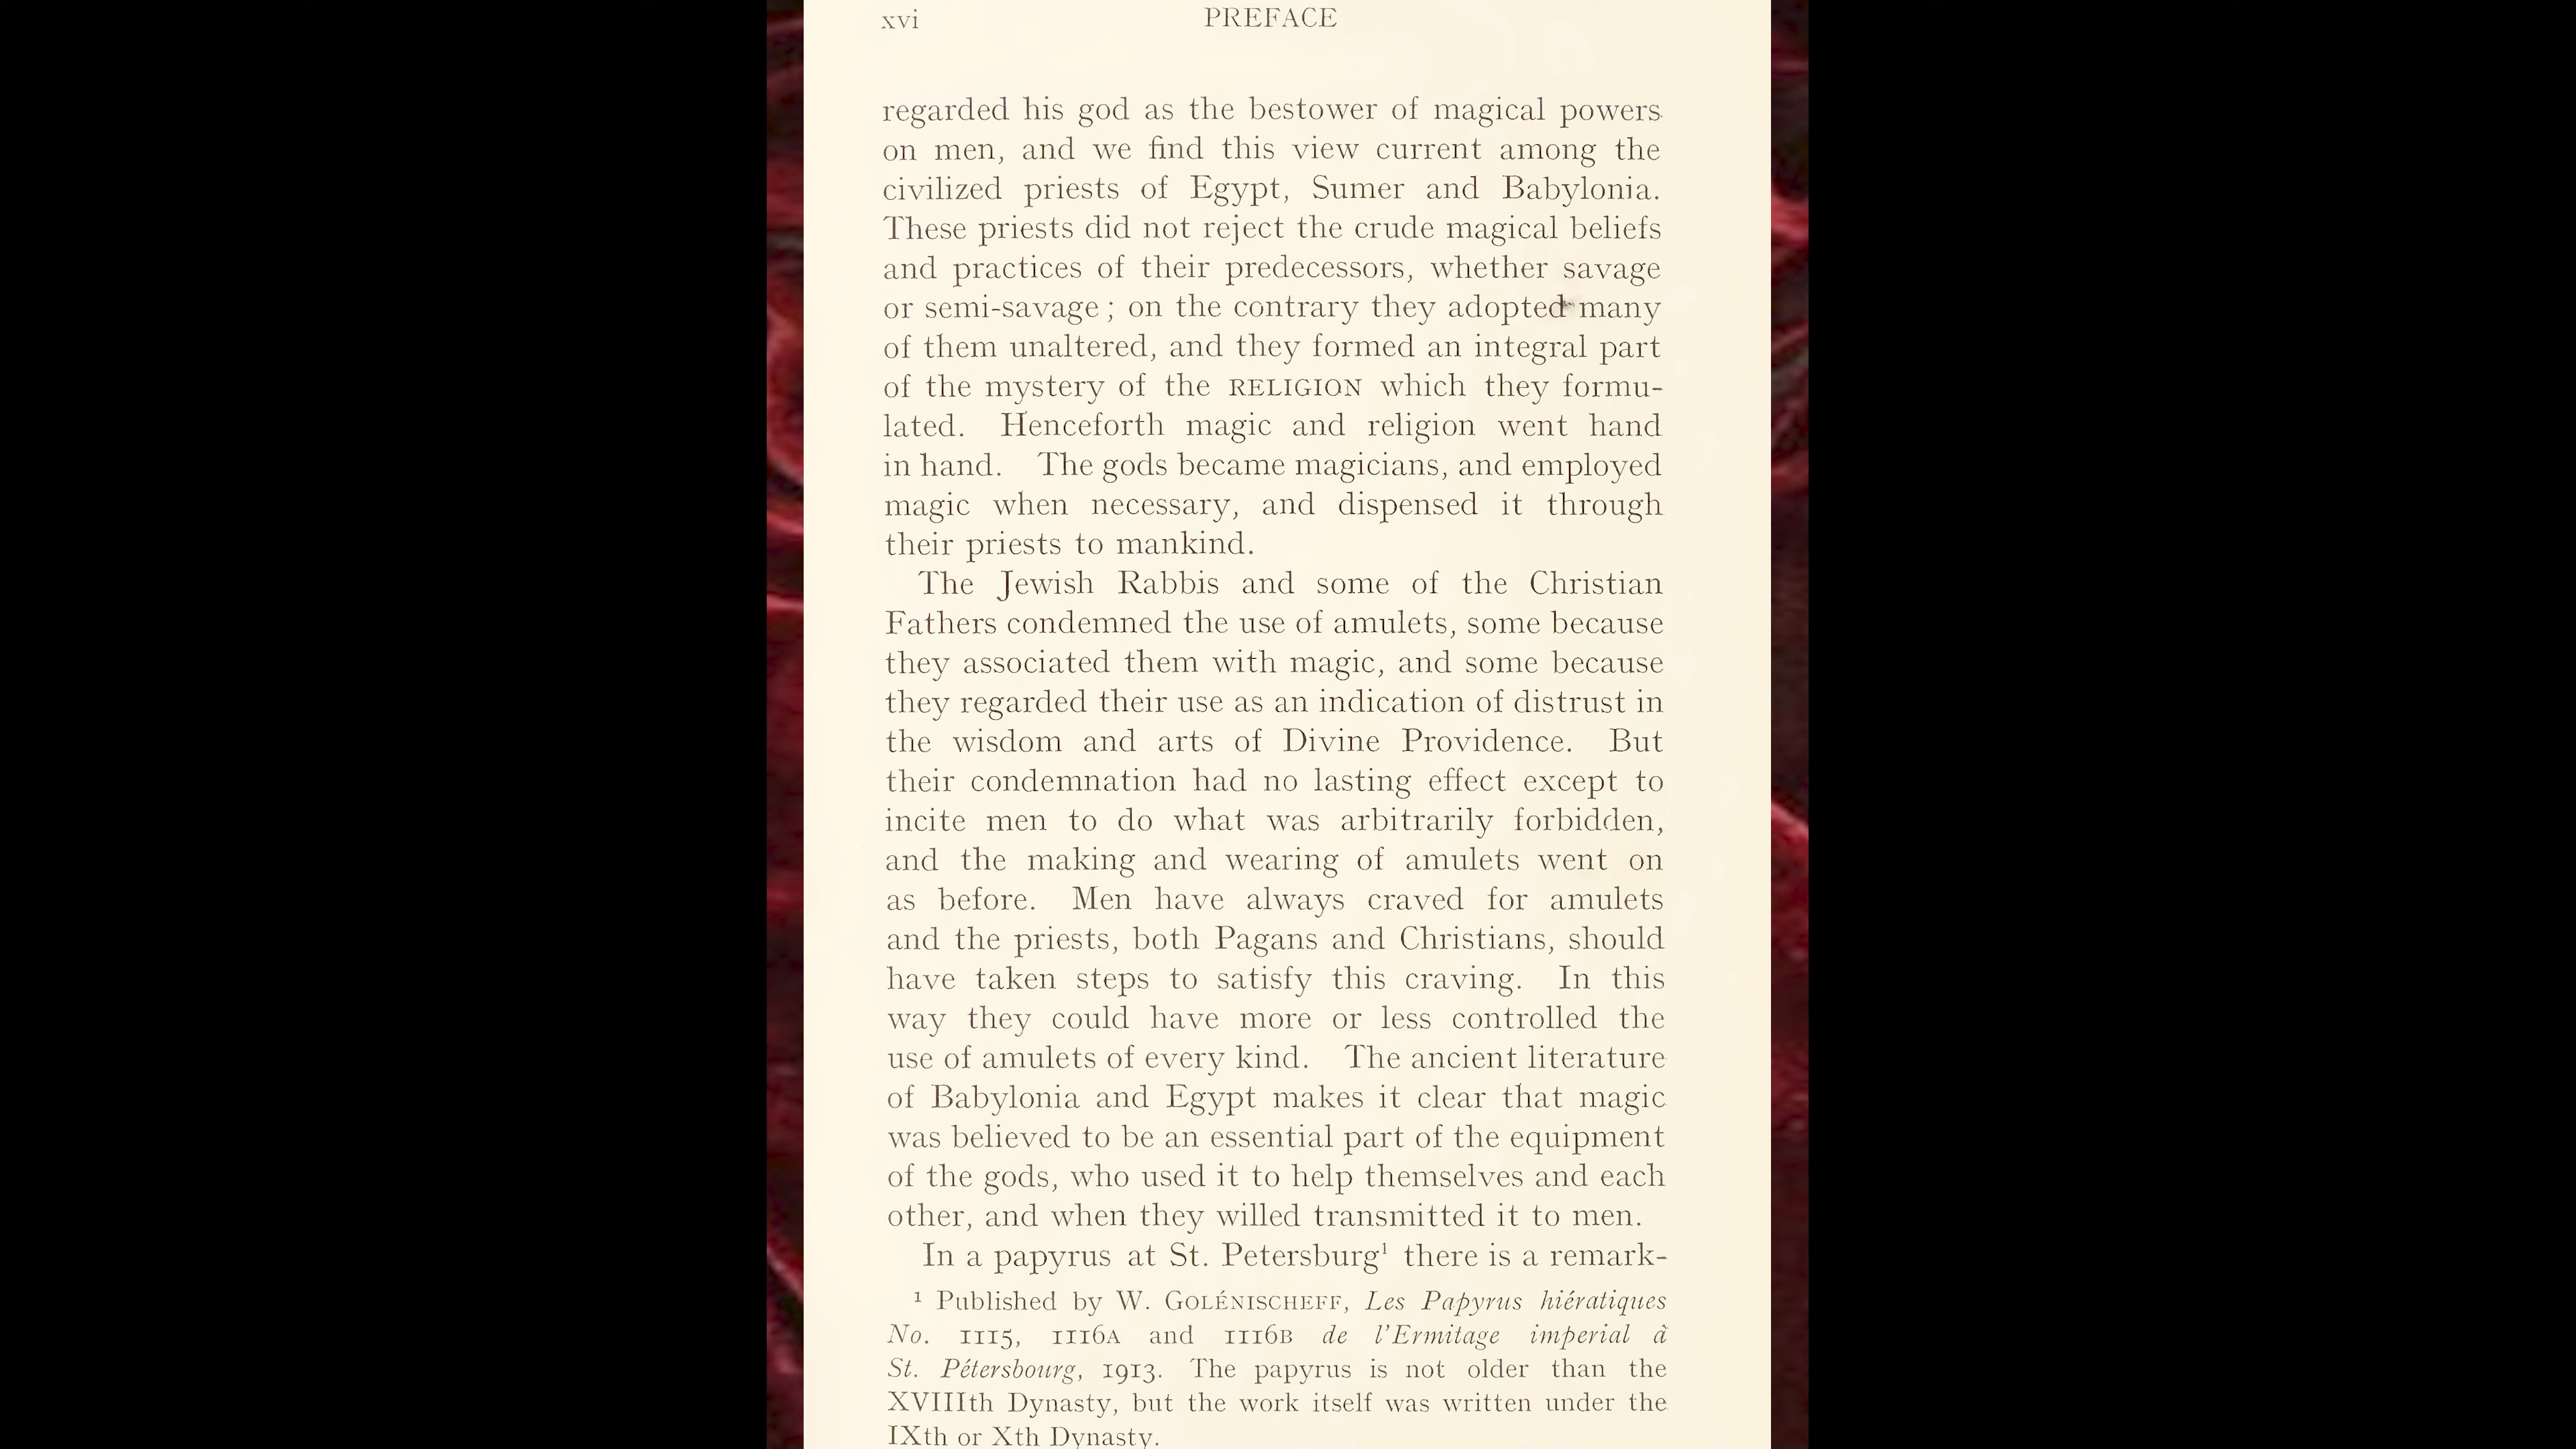 xvi PREFACE
regarded his god as the bestower of magical powers
on men, and we find this view current among the
civilized priests of Egypt, Sumer and Babylonia.
These priests did not reject the crude magical beliefs
and practices of their predecessors, whether savage
or semi-savage; on the contrary they adopted many
of them unaltered, and they formed an integral part
of the mystery of the RELIGION which they formu-
lated. Henceforth magic and religion went hand
in hand. The gods became magicians, and employed
magic when necessary, and dispensed it through
their priests to mankind.
The Jewish Rabbis and some of the Christian
Fathers condemned the use of amulets, some because
they associated them with magic, and some because
they regarded their use as an indication of distrust in
the wisdom and arts of Divine Providence. But
their condemnation had no lasting effect except to
incite men to do what was arbitrarily forbidden,
and the making and wearing of amulets went on
as before. Men have always craved for amulets
and the priests, both Pagans and Christians, should
have taken steps to satisfy this craving. In this
way they could have more or less controlled the
use of amulets of every kind. The ancient literature
of Babylonia and Egypt makes it clear that magic
was believed to be an essential part of the equipment
of the gods, who used it to help themselves and each
other, and when they willed transmitted it to men.
In a papyrus at St. Petersburg¹ there is a remark-
¹ Published by W. GOLÉNISCHEFF, Les Papyrus hiératiques
No. 1115, 1116A and 1116B de l'Ermitage imperial à
St. Pétersbourg, 1913. The papyrus is not older than the
XVIIIth Dynasty, but the work itself was written under the
IXth or Xth Dynasty.